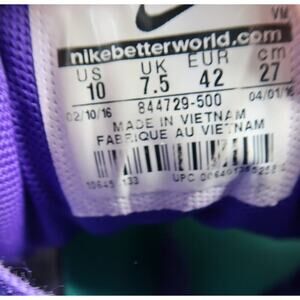 VM
nikebetterworld.com
US UK EUR cm
10 7.5 42 27
02/10/16 844729-500 04/01/16
MADE IN VIETNAM
FABRIQUE AU VIETNAM